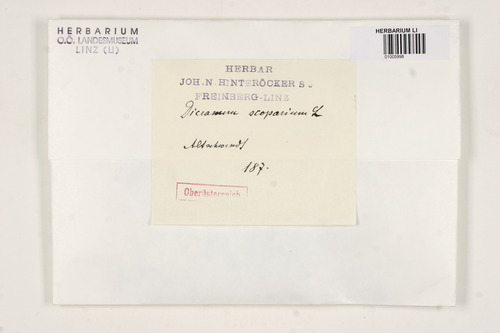 HERBARIUM
O.Ö. LANDESMUSEUM
LINZ (LI)
HERBARIUM LI
HERBAR
JOH. N. HINTERÖCKER S.
FREINBERG-LINZ
Dicranum scoparium L
187.
Oberösterreich